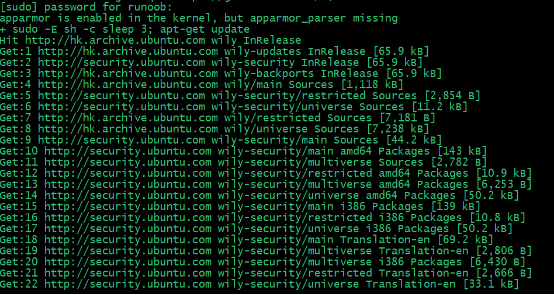 [sudo] password for runoob:
apparmor is enabled in the kernel, but apparmor_parser missing
+ sudo -E sh -c sleep 3; apt-get update
Hit http://hk.archive.ubuntu.com wily InRelease
Get:1 http://hk.archive.ubuntu.com wily-updates InRelease [65.9 kB]
Get:2 http://security.ubuntu.com wily-security InRelease [65.9 kB]
Get:3 http://hk.archive.ubuntu.com wily-backports InRelease [65.9 kB]
Get:4 http://hk.archive.ubuntu.com wily/main Sources [1,118 kB]
Get:5 http://security.ubuntu.com wily-security/restricted Sources [2,854 B]
Get:6 http://security.ubuntu.com wily-security/universe Sources [11.2 kB]
Get:7 http://hk.archive.ubuntu.com wily/restricted Sources [7,181 B]
Get:8 http://hk.archive.ubuntu.com wily/universe Sources [7,238 kB]
Get:9 http://security.ubuntu.com wily-security/main Sources [44.2 kB]
Get:10 http://security.ubuntu.com wily-security/main amd64 Packages [143 kB]
Get:11 http://security.ubuntu.com wily-security/multiverse Sources [2,782 B]
Get:12 http://security.ubuntu.com wily-security/restricted amd64 Packages [10.9 kB]
Get:13 http://security.ubuntu.com wily-security/multiverse amd64 Packages [6,253 B]
Get:14 http://security.ubuntu.com wily-security/universe amd64 Packages [50.2 kB]
Get:15 http://security.ubuntu.com wily-security/main i386 Packages [139 kB]
Get:16 http://security.ubuntu.com wily-security/restricted i386 Packages [10.8 kB]
Get:17 http://security.ubuntu.com wily-security/universe i386 Packages [50.2 kB]
Get:18 http://security.ubuntu.com wily-security/main Translation-en [69.2 kB]
Get:19 http://security.ubuntu.com wily-security/multiverse Translation-en [2,806 B]
Get:20 http://security.ubuntu.com wily-security/multiverse i386 Packages [6,430 B]
Get:21 http://security.ubuntu.com wily-security/restricted Translation-en [2,666 B]
Get:22 http://security.ubuntu.com wily-security/universe Translation-en [33.1 kB]